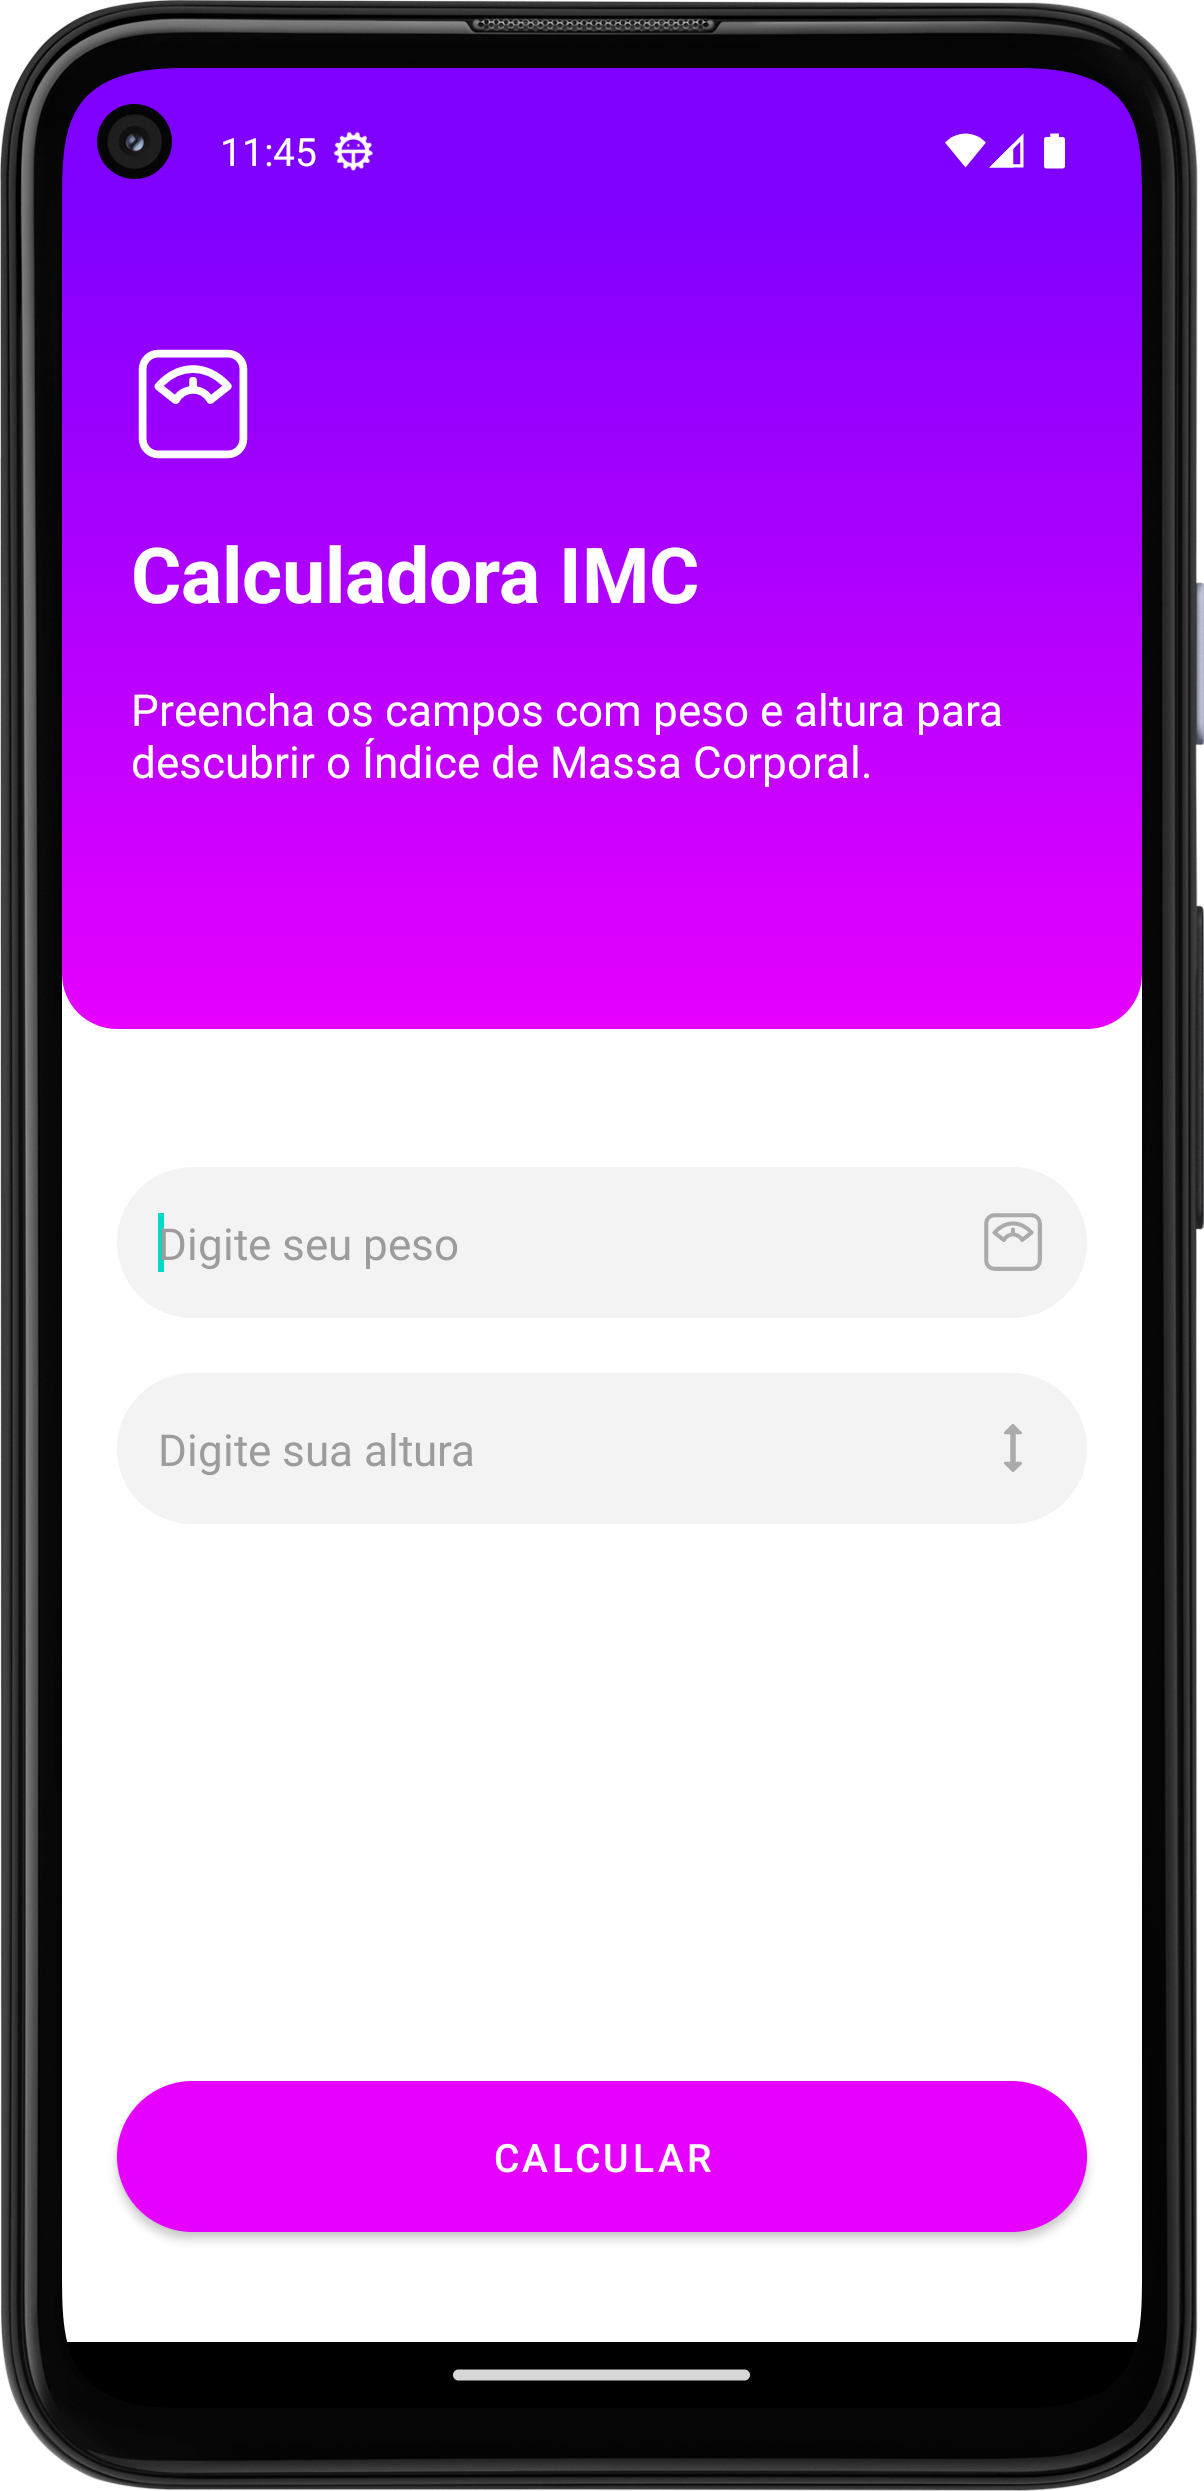 11:45
Calculadora IMC
Preencha os campos com peso e altura para
descubrir o Índice de Massa Corporal.
Digite seu peso
Digite sua altura
CALCULAR